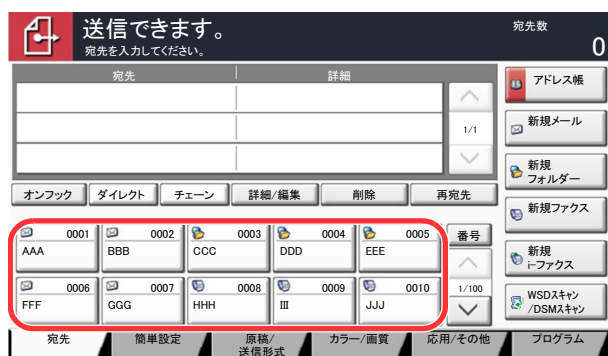 送信できます。
宛先を入力してください。
宛先数
0
宛先 詳細
1/1
アドレス帳
新規メール
新規
フォルダー
新規ファクス
新規
i-ファクス
WSDスキャン
/DSMスキャン
オンフック ダイレクト チェーン 詳細/編集 削除 再宛先
0001 0002 0003 0004 0005
AAA BBB CCC DDD EEE
番号
0006 0007 0008 0009 0010
FFF GGG HHH III JJJ
1/100
宛先 簡単設定 原稿/
送信形式 カラー/画質 応用/その他 プログラム